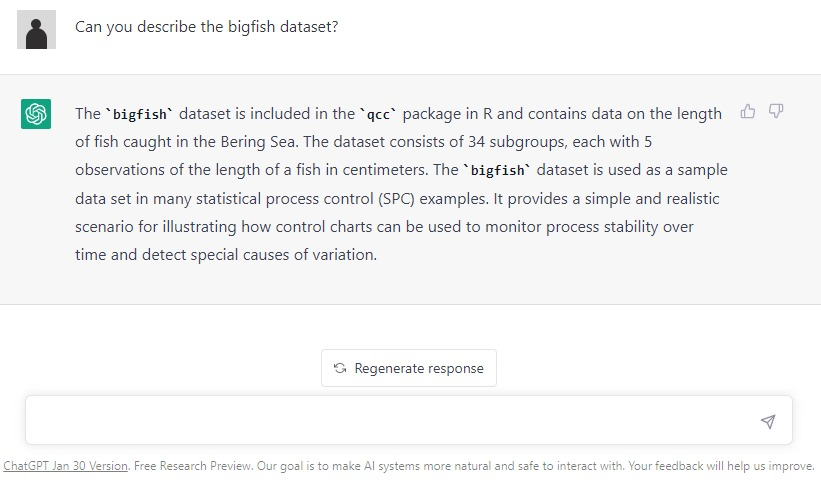 Can you describe the bigfish dataset?
The `bigfish` dataset is included in the `qcc` package in R and contains data on the length
of fish caught in the Bering Sea. The dataset consists of 34 subgroups, each with 5
observations of the length of a fish in centimeters. The `bigfish` dataset is used as a sample
data set in many statistical process control (SPC) examples. It provides a simple and realistic
scenario for illustrating how control charts can be used to monitor process stability over
time and detect special causes of variation.
Regenerate response
ChatGPT Jan 30 Version. Free Research Preview. Our goal is to make AI systems more natural and safe to interact with. Your feedback will help us improve.